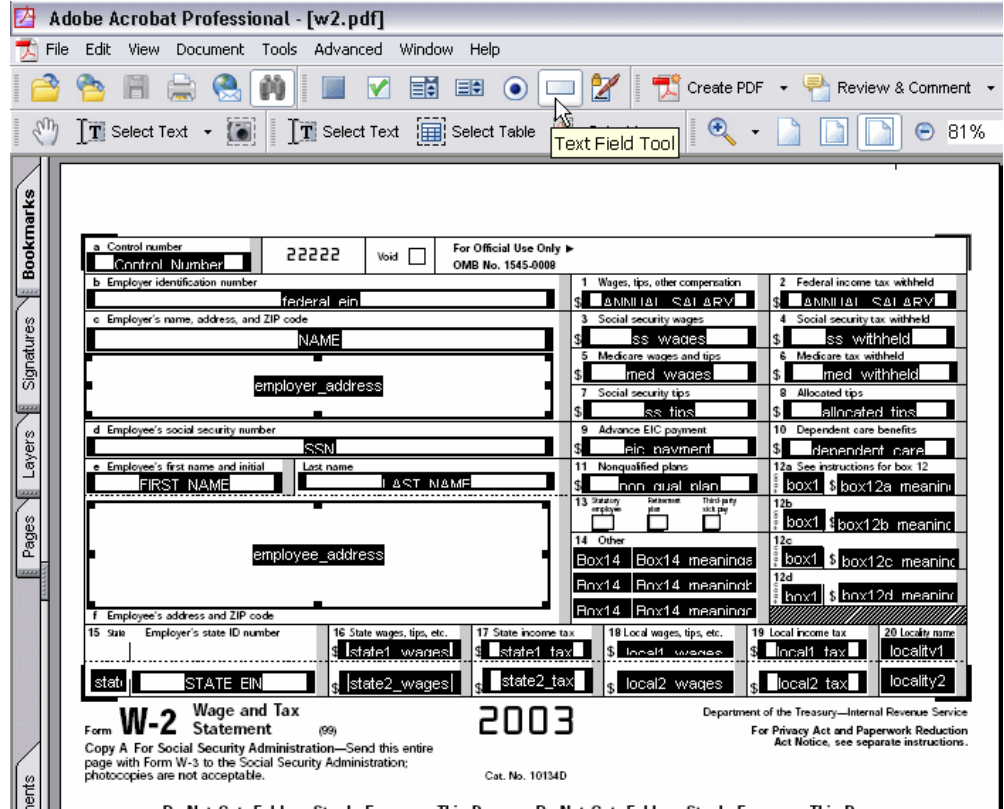 Adobe Acrobat Professional - [w2.pdf]
File Edit View Document Tools Advanced Window Help
Create PDF Review & Comment
Select Text Select Text Select Table 81%
Text Field Tool
Bookmarks
Signatures
Layers
Pages
a Control number
Control Number
22222
Void
For Official Use Only ►
OMB No. 1545-0008
b Employer identification number
federal_ein
1 Wages, tips, other compensation
$ ANNUAL_SALARY
2 Federal income tax withheld
$ ANNUAL_SALARY
c Employer's name, address, and ZIP code
NAME
employer_address
3 Social security wages
$ ss_wages
4 Social security tax withheld
$ ss_withheld
5 Medicare wages and tips
$ med_wages
6 Medicare tax withheld
$ med_withheld
7 Social security tips
$ ss_tips
8 Allocated tips
$ allocated_tips
d Employee's social security number
SSN
9 Advance EIC payment
$ eic_payment
10 Dependent care benefits
$ dependent_care
e Employee's first name and initial
FIRST_NAME
Last name
LAST_NAME
11 Nonqualified plans
$ non_qual_plan
12a See instructions for box 12
box1 $ box12a_meanin
employee_address
13 Statutory employee Retirement plan Third-party sick pay
12b
box1 $ box12b_meaning
14 Other
Box14 Box14_meaninga
Box14 Box14_meaningb
Box14 Box14_meaningc
12c
box1 $ box12c_meaning
12d
box1 $ box12d_meaning
f Employee's address and ZIP code
15 State Employer's state ID number
16 State wages, tips, etc.
17 State income tax
18 Local wages, tips, etc.
19 Local income tax
20 Locality name
$ state1_wages $ state1_tax $ local1_wages $ local1_tax locality1
stat STATE_EIN $ state2_wages $ state2_tax $ local2_wages $ local2_tax locality2
Form W-2 Wage and Tax Statement (99)
2003
Department of the Treasury—Internal Revenue Service
For Privacy Act and Paperwork Reduction
Act Notice, see separate instructions.
Copy A For Social Security Administration—Send this entire
page with Form W-3 to the Social Security Administration;
photocopies are not acceptable.
Cat. No. 10134D